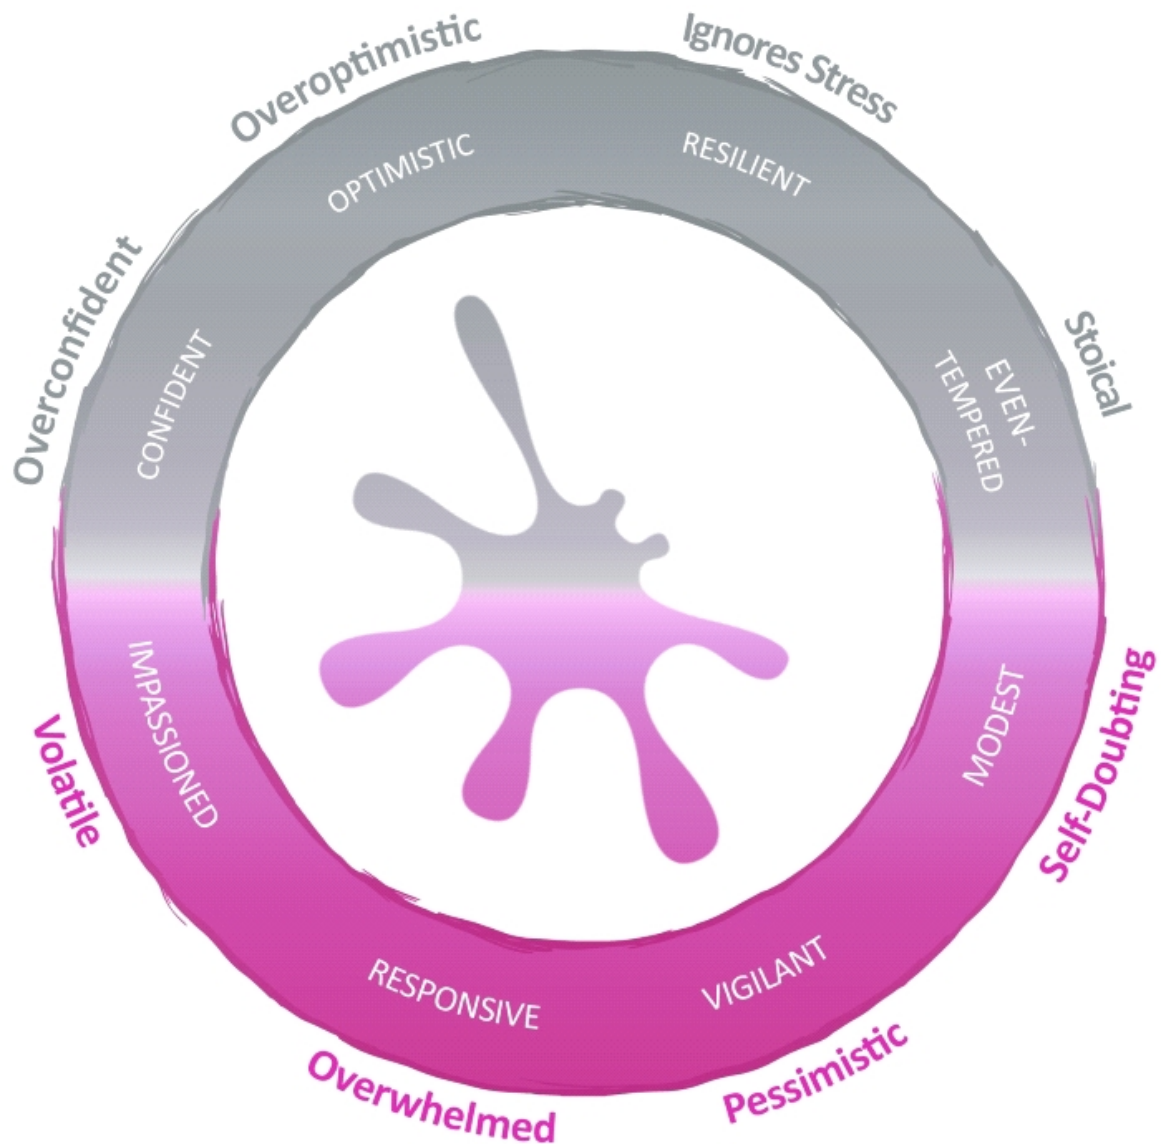 Overoptimistic
Ignores Stress
OPTIMISTIC
RESILIENT
Overconfident
CONFIDENT
EVEN-
TEMPERED
Stoical
IMPASSIONED
Volatile
MODEST
Self-Doubting
RESPONSIVE
VIGILANT
Overwhelmed
Pessimistic